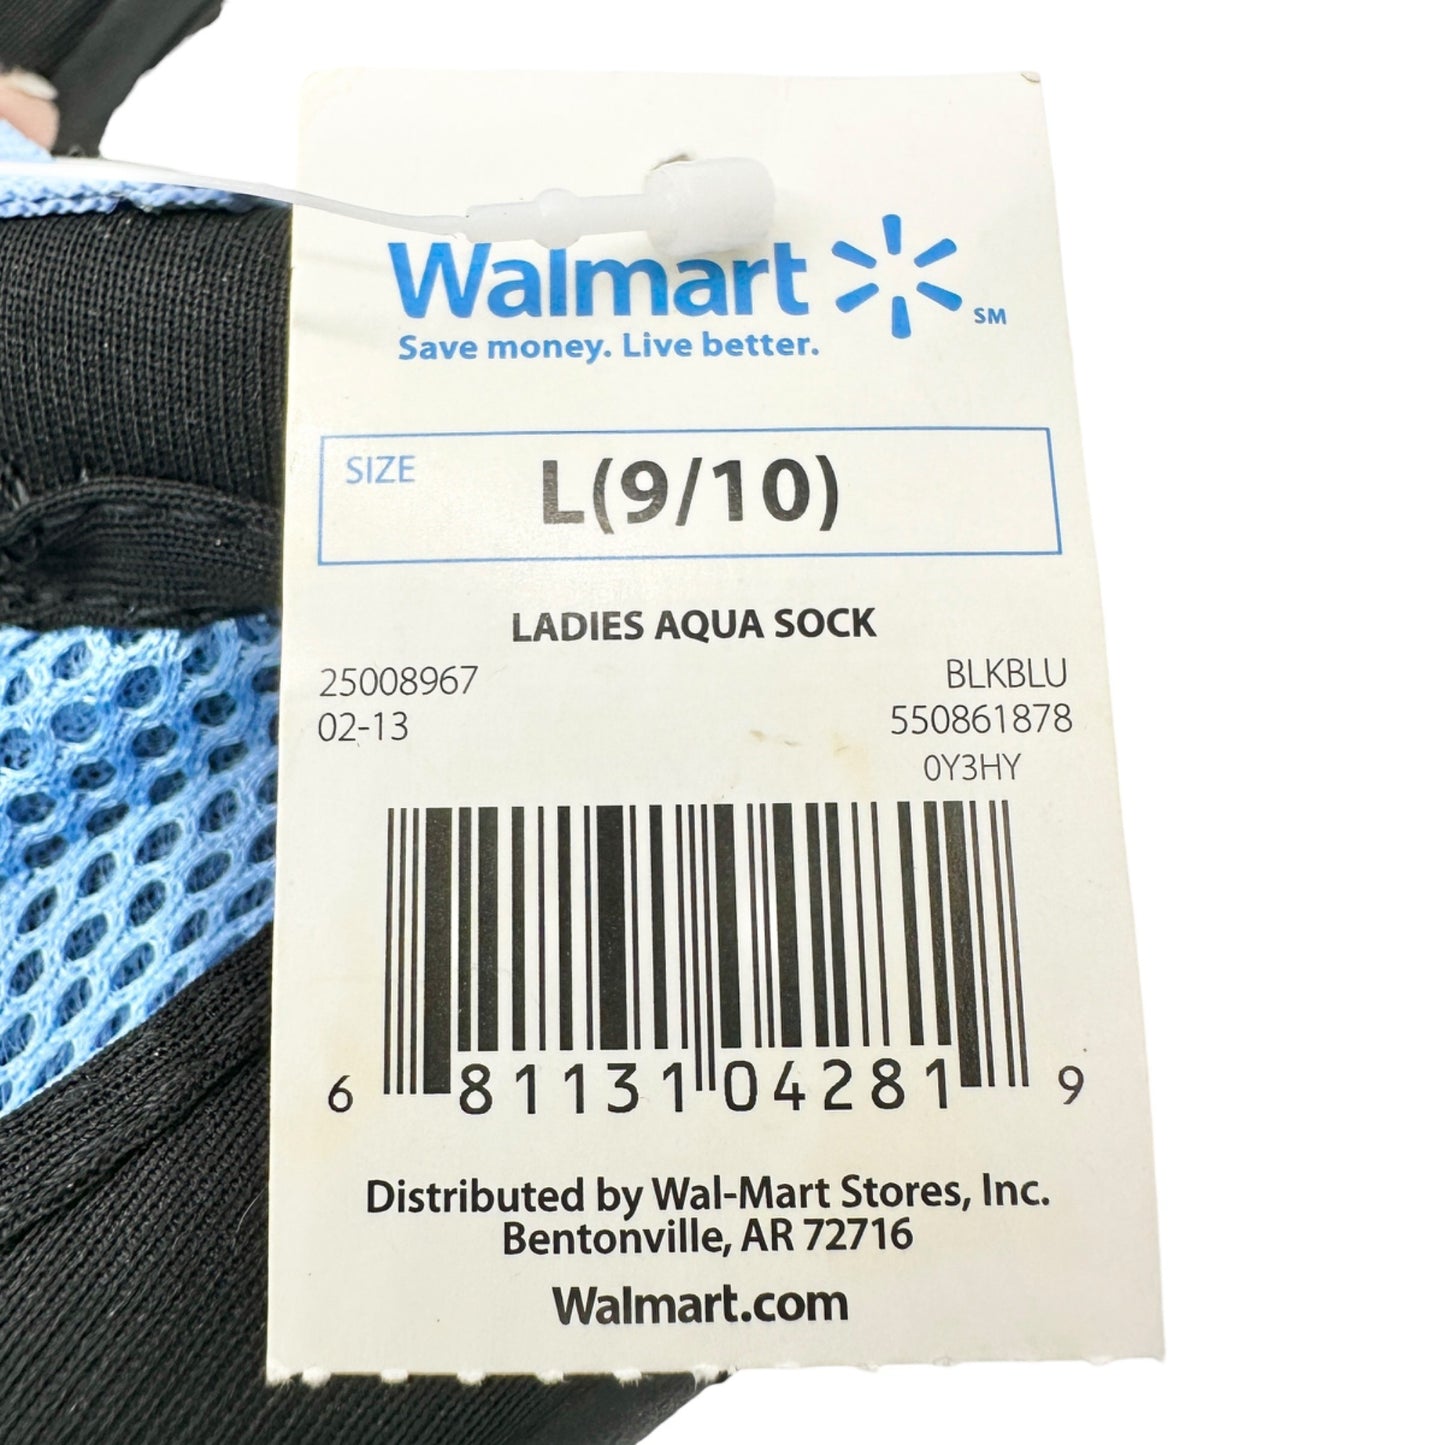 Walmart SM
Save money. Live better.
SIZE L(9/10)
LADIES AQUA SOCK
25008967 BLKBLU
02-13 550861878
0Y3HY
6 81131 04281 9
Distributed by Wal-Mart Stores, Inc.
Bentonville, AR 72716
Walmart.com